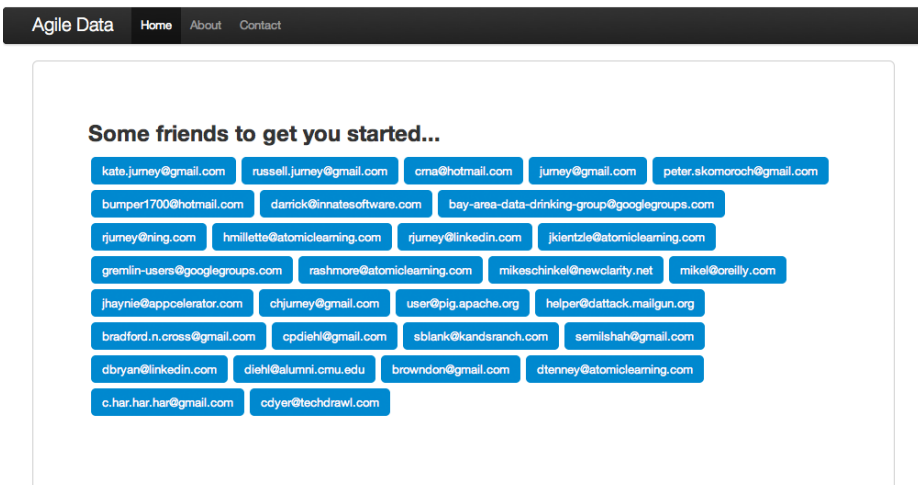 Agile Data Home About Contact
Some friends to get you started...
kate.jurney@gmail.com russell.jurney@gmail.com crna@hotmail.com jurney@gmail.com peter.skomoroch@gmail.com
bumper1700@hotmail.com darrick@innatesoftware.com bay-area-data-drinking-group@googlegroups.com
rjurney@ning.com hmillette@atomiclearning.com rjurney@linkedin.com jkientzle@atomiclearning.com
gremlin-users@googlegroups.com rashmore@atomiclearning.com mikeschinkel@newclarity.net mikel@oreilly.com
jhaynie@appcelerator.com chjurney@gmail.com user@pig.apache.org helper@dattack.mailgun.org
bradford.n.cross@gmail.com cpdiehl@gmail.com sblank@kandsranch.com semilshah@gmail.com
dbryan@linkedin.com diehl@alumni.cmu.edu browndon@gmail.com dtenney@atomiclearning.com
c.har.har.har@gmail.com cdyer@techdrawl.com